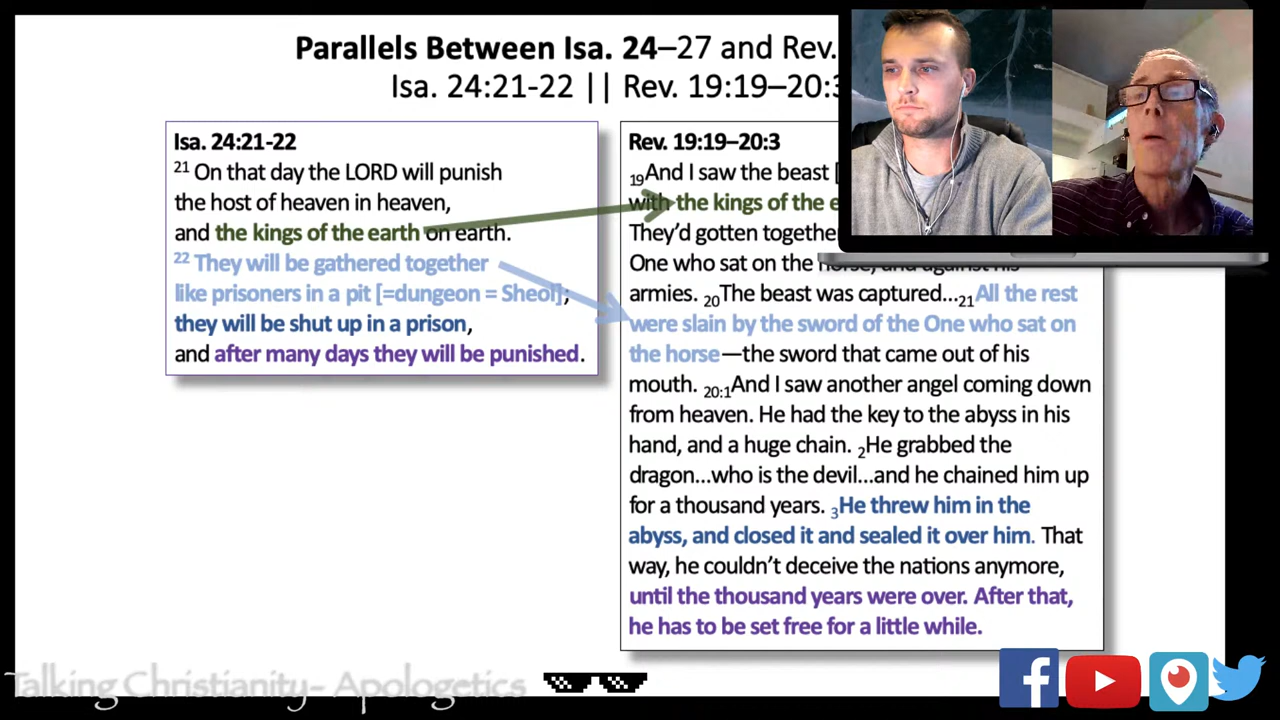 Parallels Between Isa. 24–27 and Rev.
Isa. 24:21-22 || Rev. 19:19–20:3
Isa. 24:21-22
21 On that day the LORD will punish
the host of heaven in heaven,
and the kings of the earth on earth.
22 They will be gathered together
like prisoners in a pit [=dungeon = Sheol];
they will be shut up in a prison,
and after many days they will be punished.
Rev. 19:19–20:3
19And I saw the beast [
with the kings of the
They’d gotten together
One who sat on the horse, and against his
armies. 20The beast was captured...21All the rest
were slain by the sword of the One who sat on
the horse—the sword that came out of his
mouth. 20:1And I saw another angel coming down
from heaven. He had the key to the abyss in his
hand, and a huge chain. 2He grabbed the
dragon...who is the devil...and he chained him up
for a thousand years. 3He threw him in the
abyss, and closed it and sealed it over him. That
way, he couldn’t deceive the nations anymore,
until the thousand years were over. After that,
he has to be set free for a little while.
Talking Christianity- Apologetics